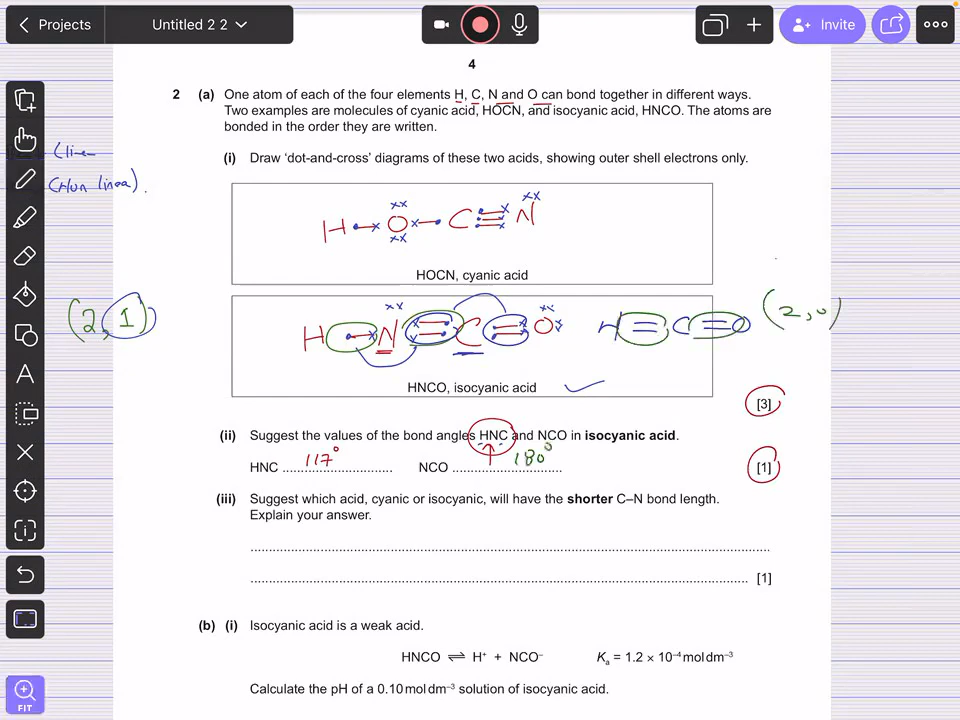 Projects
Untitled 2 2
Invite
4
2 (a) One atom of each of the four elements H, C, N and O can bond together in different ways.
Two examples are molecules of cyanic acid, HOCN, and isocyanic acid, HNCO. The atoms are
bonded in the order they are written.
(i) Draw ‘dot-and-cross’ diagrams of these two acids, showing outer shell electrons only.
H O C N
HOCN, cyanic acid
(2, 1)
H N C O
H C O
(2, 0)
HNCO, isocyanic acid
[3]
(ii) Suggest the values of the bond angles HNC and NCO in isocyanic acid.
HNC 117°
NCO 180°
[1]
(iii) Suggest which acid, cyanic or isocyanic, will have the shorter C–N bond length.
Explain your answer.
[1]
(b) (i) Isocyanic acid is a weak acid.
HNCO ⇌ H⁺ + NCO⁻
Kₐ = 1.2 × 10⁻⁴ mol dm⁻³
Calculate the pH of a 0.10 mol dm⁻³ solution of isocyanic acid.
FIT